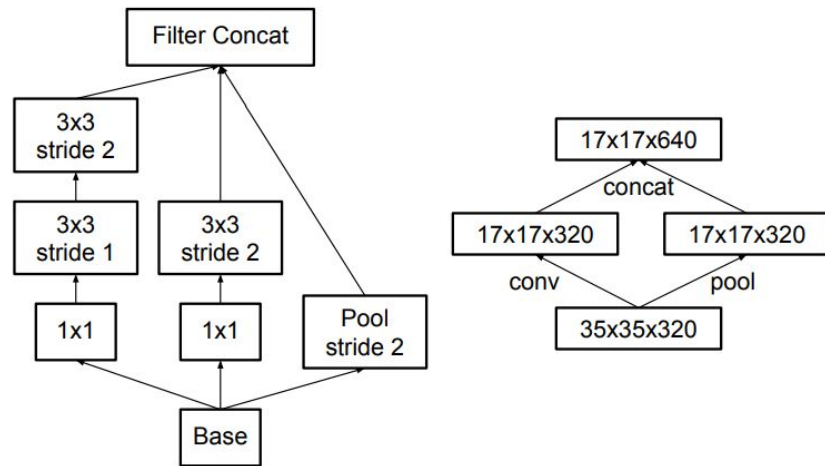 Filter Concat
3x3
stride 2
3x3
stride 1
3x3
stride 2
1x1
1x1
Pool
stride 2
Base
17x17x640
concat
17x17x320
17x17x320
conv
pool
35x35x320